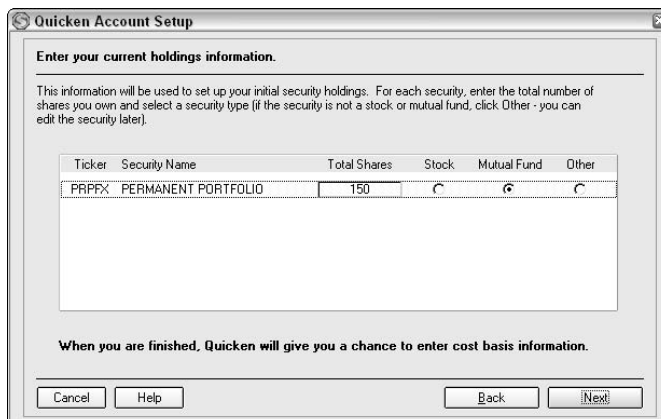 Quicken Account Setup
Enter your current holdings information.
This information will be used to set up your initial security holdings. For each security, enter the total number of
shares you own and select a security type (if the security is not a stock or mutual fund, click Other - you can
edit the security later).
Ticker Security Name Total Shares Stock Mutual Fund Other
PRPFX PERMANENT PORTFOLIO 150
When you are finished, Quicken will give you a chance to enter cost basis information.
Cancel Help Back Next